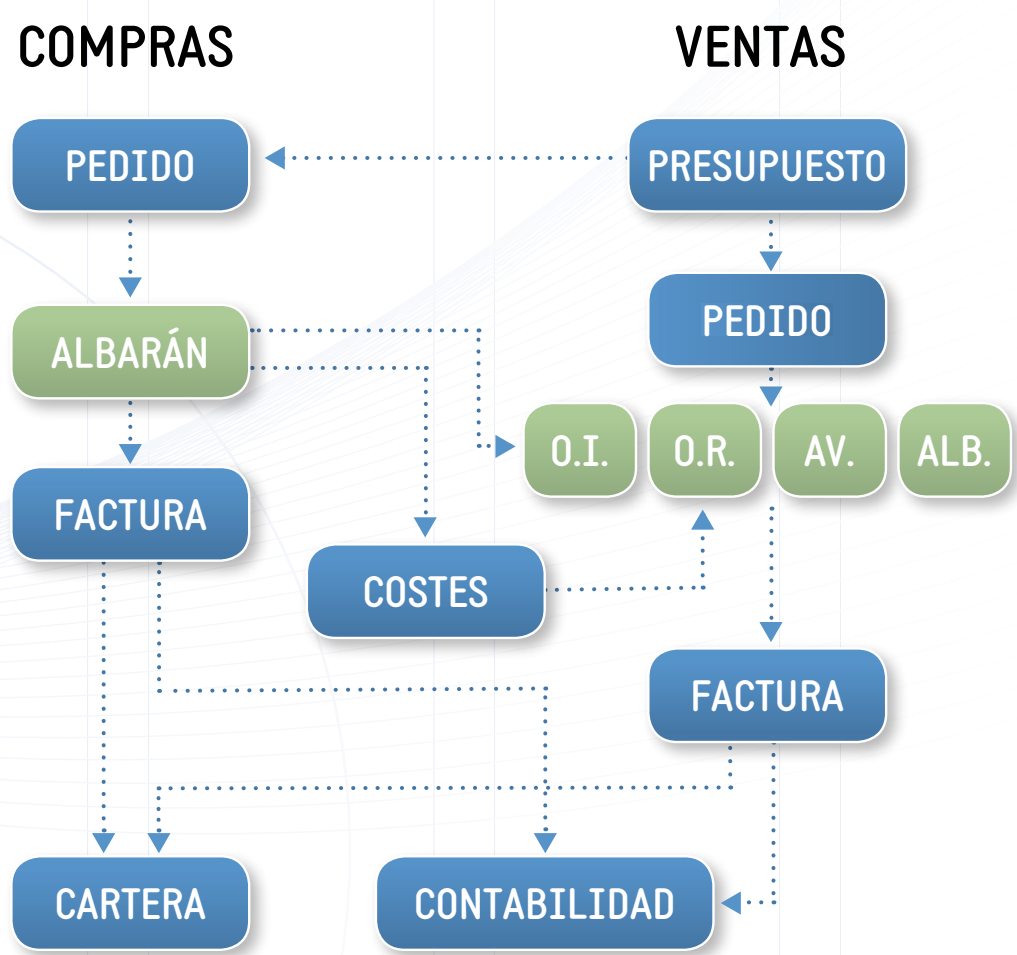 COMPRAS
VENTAS
PEDIDO
PRESUPUESTO
PEDIDO
ALBARÁN
O.I.
O.R.
AV.
ALB.
FACTURA
COSTES
FACTURA
CARTERA
CONTABILIDAD